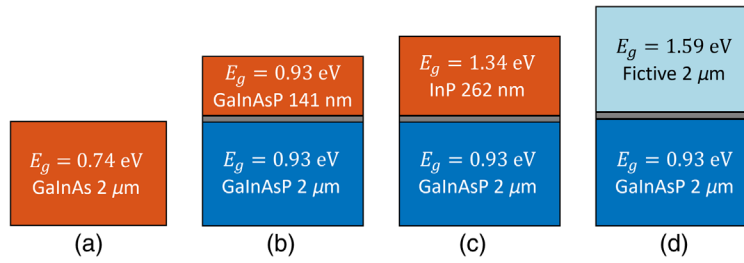 E_g = 0.74 eV
GaInAs 2 μm
(a)
E_g = 0.93 eV
GaInAsP 141 nm
E_g = 0.93 eV
GaInAsP 2 μm
(b)
E_g = 1.34 eV
InP 262 nm
E_g = 0.93 eV
GaInAsP 2 μm
(c)
E_g = 1.59 eV
Fictive 2 μm
E_g = 0.93 eV
GaInAsP 2 μm
(d)